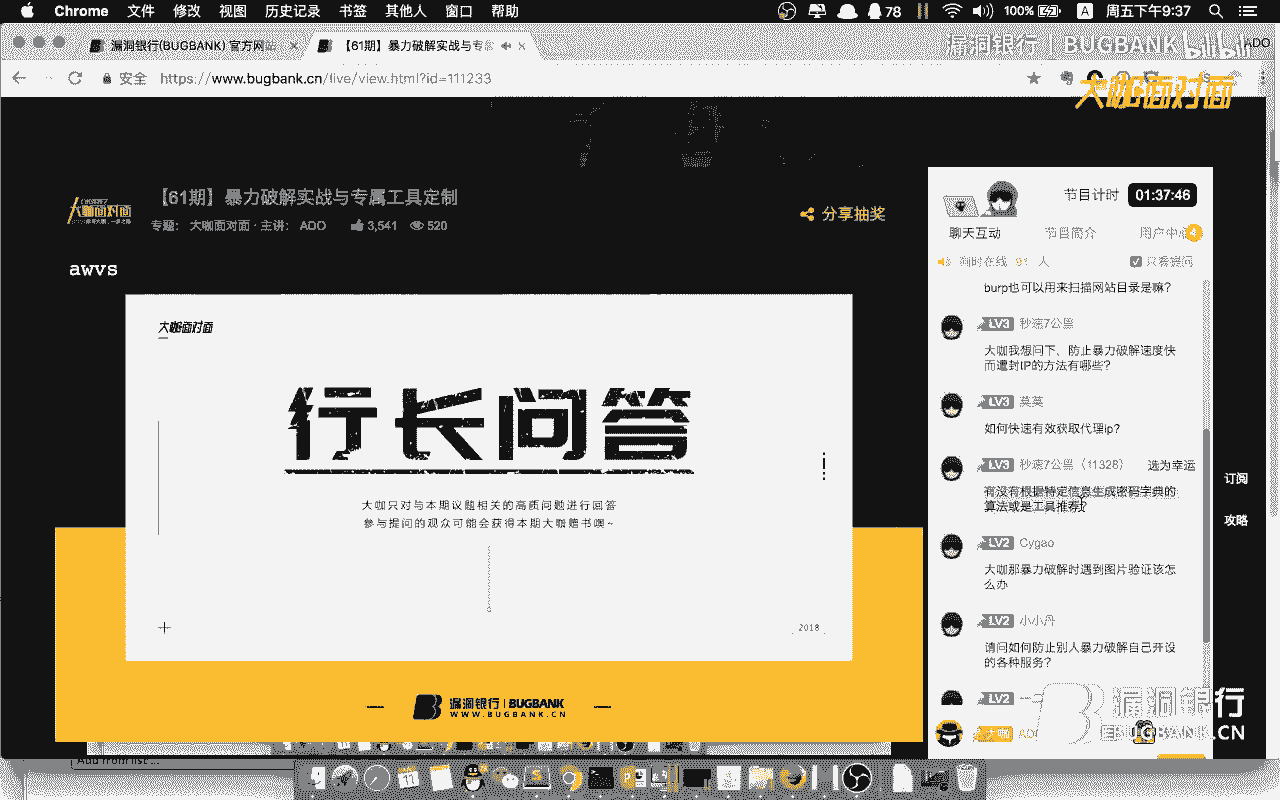 Chrome 文件 修改 视图 历史记录 书签 其他人 窗口 帮助 78 100% A 周五下午9:37
漏洞银行(BUGBANK) 官方网站 【61期】暴力破解实战与专属 ADO
漏洞银行 | BUGBANK bilibili
安全 https://www.bugbank.cn/live/view.html?id=111233
大咖面对面
【61期】暴力破解实战与专属工具定制
专题： 大咖面对面 · 主讲： ADO 3,541 520
分享抽奖
awvs
大咖面对面
行长问答
大咖只对与本期议题相关的高质问题进行回答
参与提问的观众可能会获得本期大咖赠书噢~
2018
漏洞银行 | BUGBANK
WWW.BUGBANK.CN
节目计时 01:37:46
聊天互动 节目简介 用户中心 4
同时在线 91 人 只看提问
burp也可以用来扫描网站目录是嘛?
LV3 秒速7公里
大咖我想问下、防止暴力破解速度快
而遭封IP的方法有哪些?
LV3 莫莫
如何快速有效获取代理ip?
LV3 秒速7公里（11328） 选为幸运
有没有根据特定信息生成密码字典的
算法或是工具推荐
LV2 Cygao
大咖那暴力破解时遇到图片验证该怎
么办
LV2 小小丹
请问如何防止别人暴力破解自己开设
的各种服务?
LV2
大咖
订阅
攻略
漏洞银行
BUGBANK.CN
Add from list ...